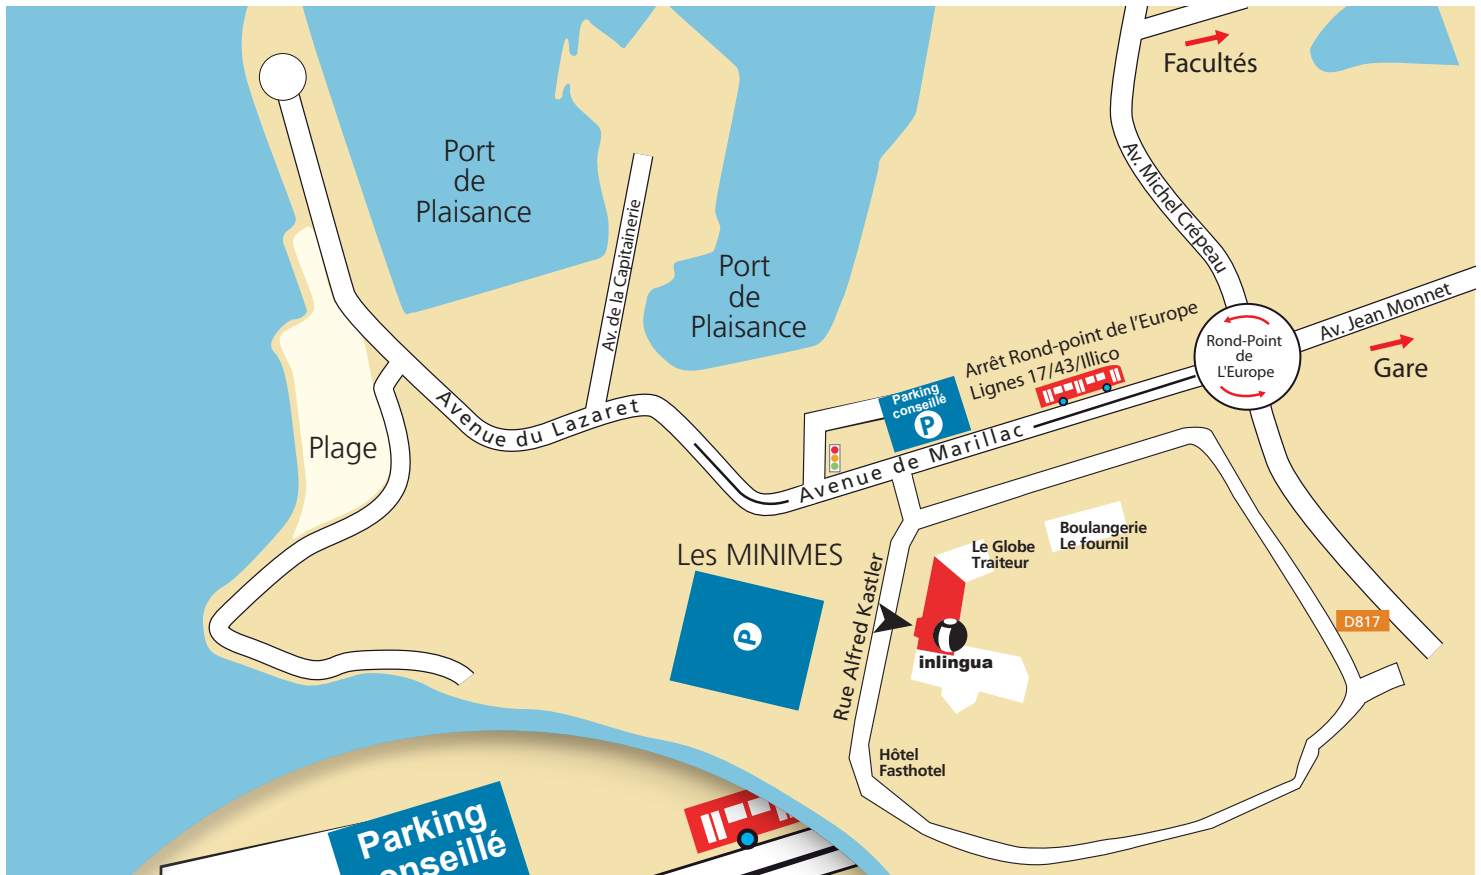 Facultés
Port
de
Plaisance
Av. Michel Crépeau
Av. de la Capitainerie
Port
de
Plaisance
Arrêt Rond-point de l'Europe
Lignes 17/43/Illico
Av. Jean Monnet
Gare
Rond-Point
de
L'Europe
Parking
conseillé
P
Avenue du Lazaret
Avenue de Marillac
Plage
Les MINIMES
P
Boulangerie
Le fournil
Le Globe
Traiteur
Rue Alfred Kastler
inlingua
D817
Hôtel
Fasthotel
Parking
conseillé